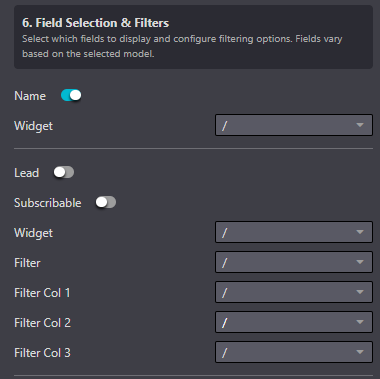 6. Field Selection & Filters
Select which fields to display and configure filtering options. Fields vary
based on the selected model.
Name
Widget /
Lead
Subscribable
Widget /
Filter /
Filter Col 1 /
Filter Col 2 /
Filter Col 3 /